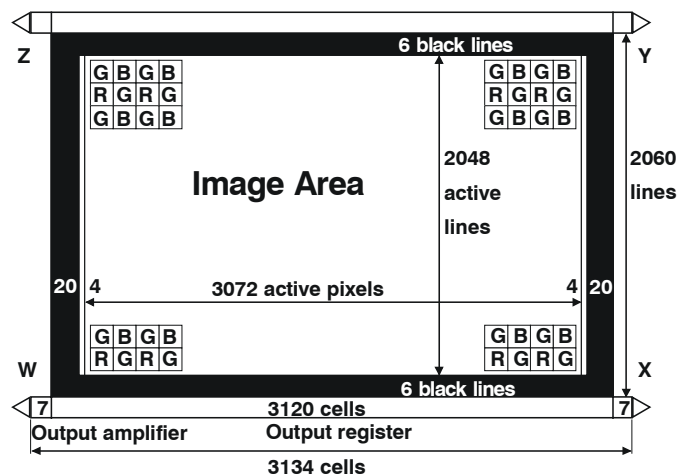 6 black lines
Z
Y
G B G B
R G R G
G B G B
G B G B
R G R G
G B G B
2048
active
lines
2060
lines
Image Area
20
4
3072 active pixels
4
20
G B G B
R G R G
G B G B
R G R G
W
X
6 black lines
7
3120 cells
7
Output amplifier
Output register
3134 cells